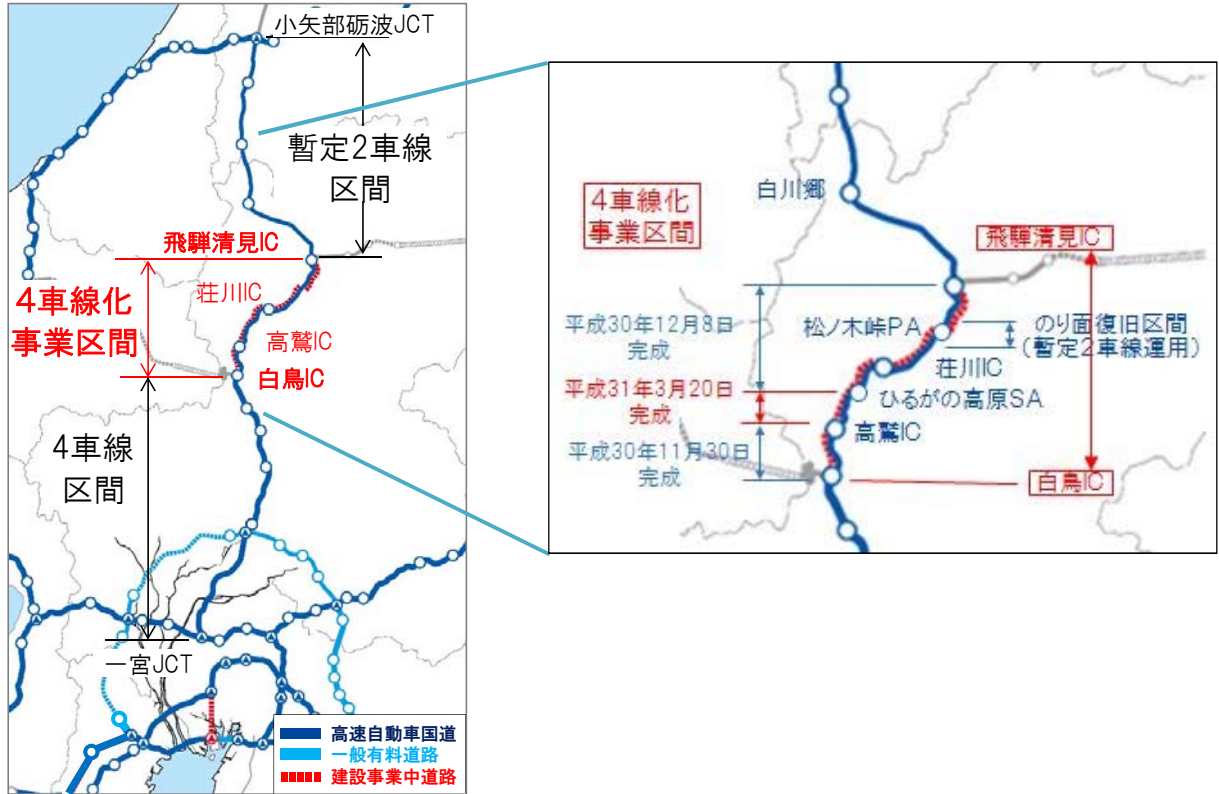 小矢部砺波JCT
暫定2車線
区間
飛騨清見IC
荘川IC
4車線化
事業区間
高鷲IC
白鳥IC
4車線
区間
一宮JCT
高速自動車国道
一般有料道路
建設事業中道路
白川郷
4車線化
事業区間
飛騨清見IC
平成30年12月8日
完成
松ノ木峠PA
のり面復旧区間
(暫定2車線運用)
荘川IC
平成31年3月20日
完成
ひるがの高原SA
高鷲IC
平成30年11月30日
完成
白鳥IC